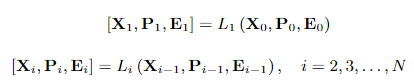 [X₁, P₁, E₁] = L₁ (X₀, P₀, E₀)
[Xᵢ, Pᵢ, Eᵢ] = Lᵢ (Xᵢ₋₁, Pᵢ₋₁, Eᵢ₋₁), i = 2, 3, . . . , N